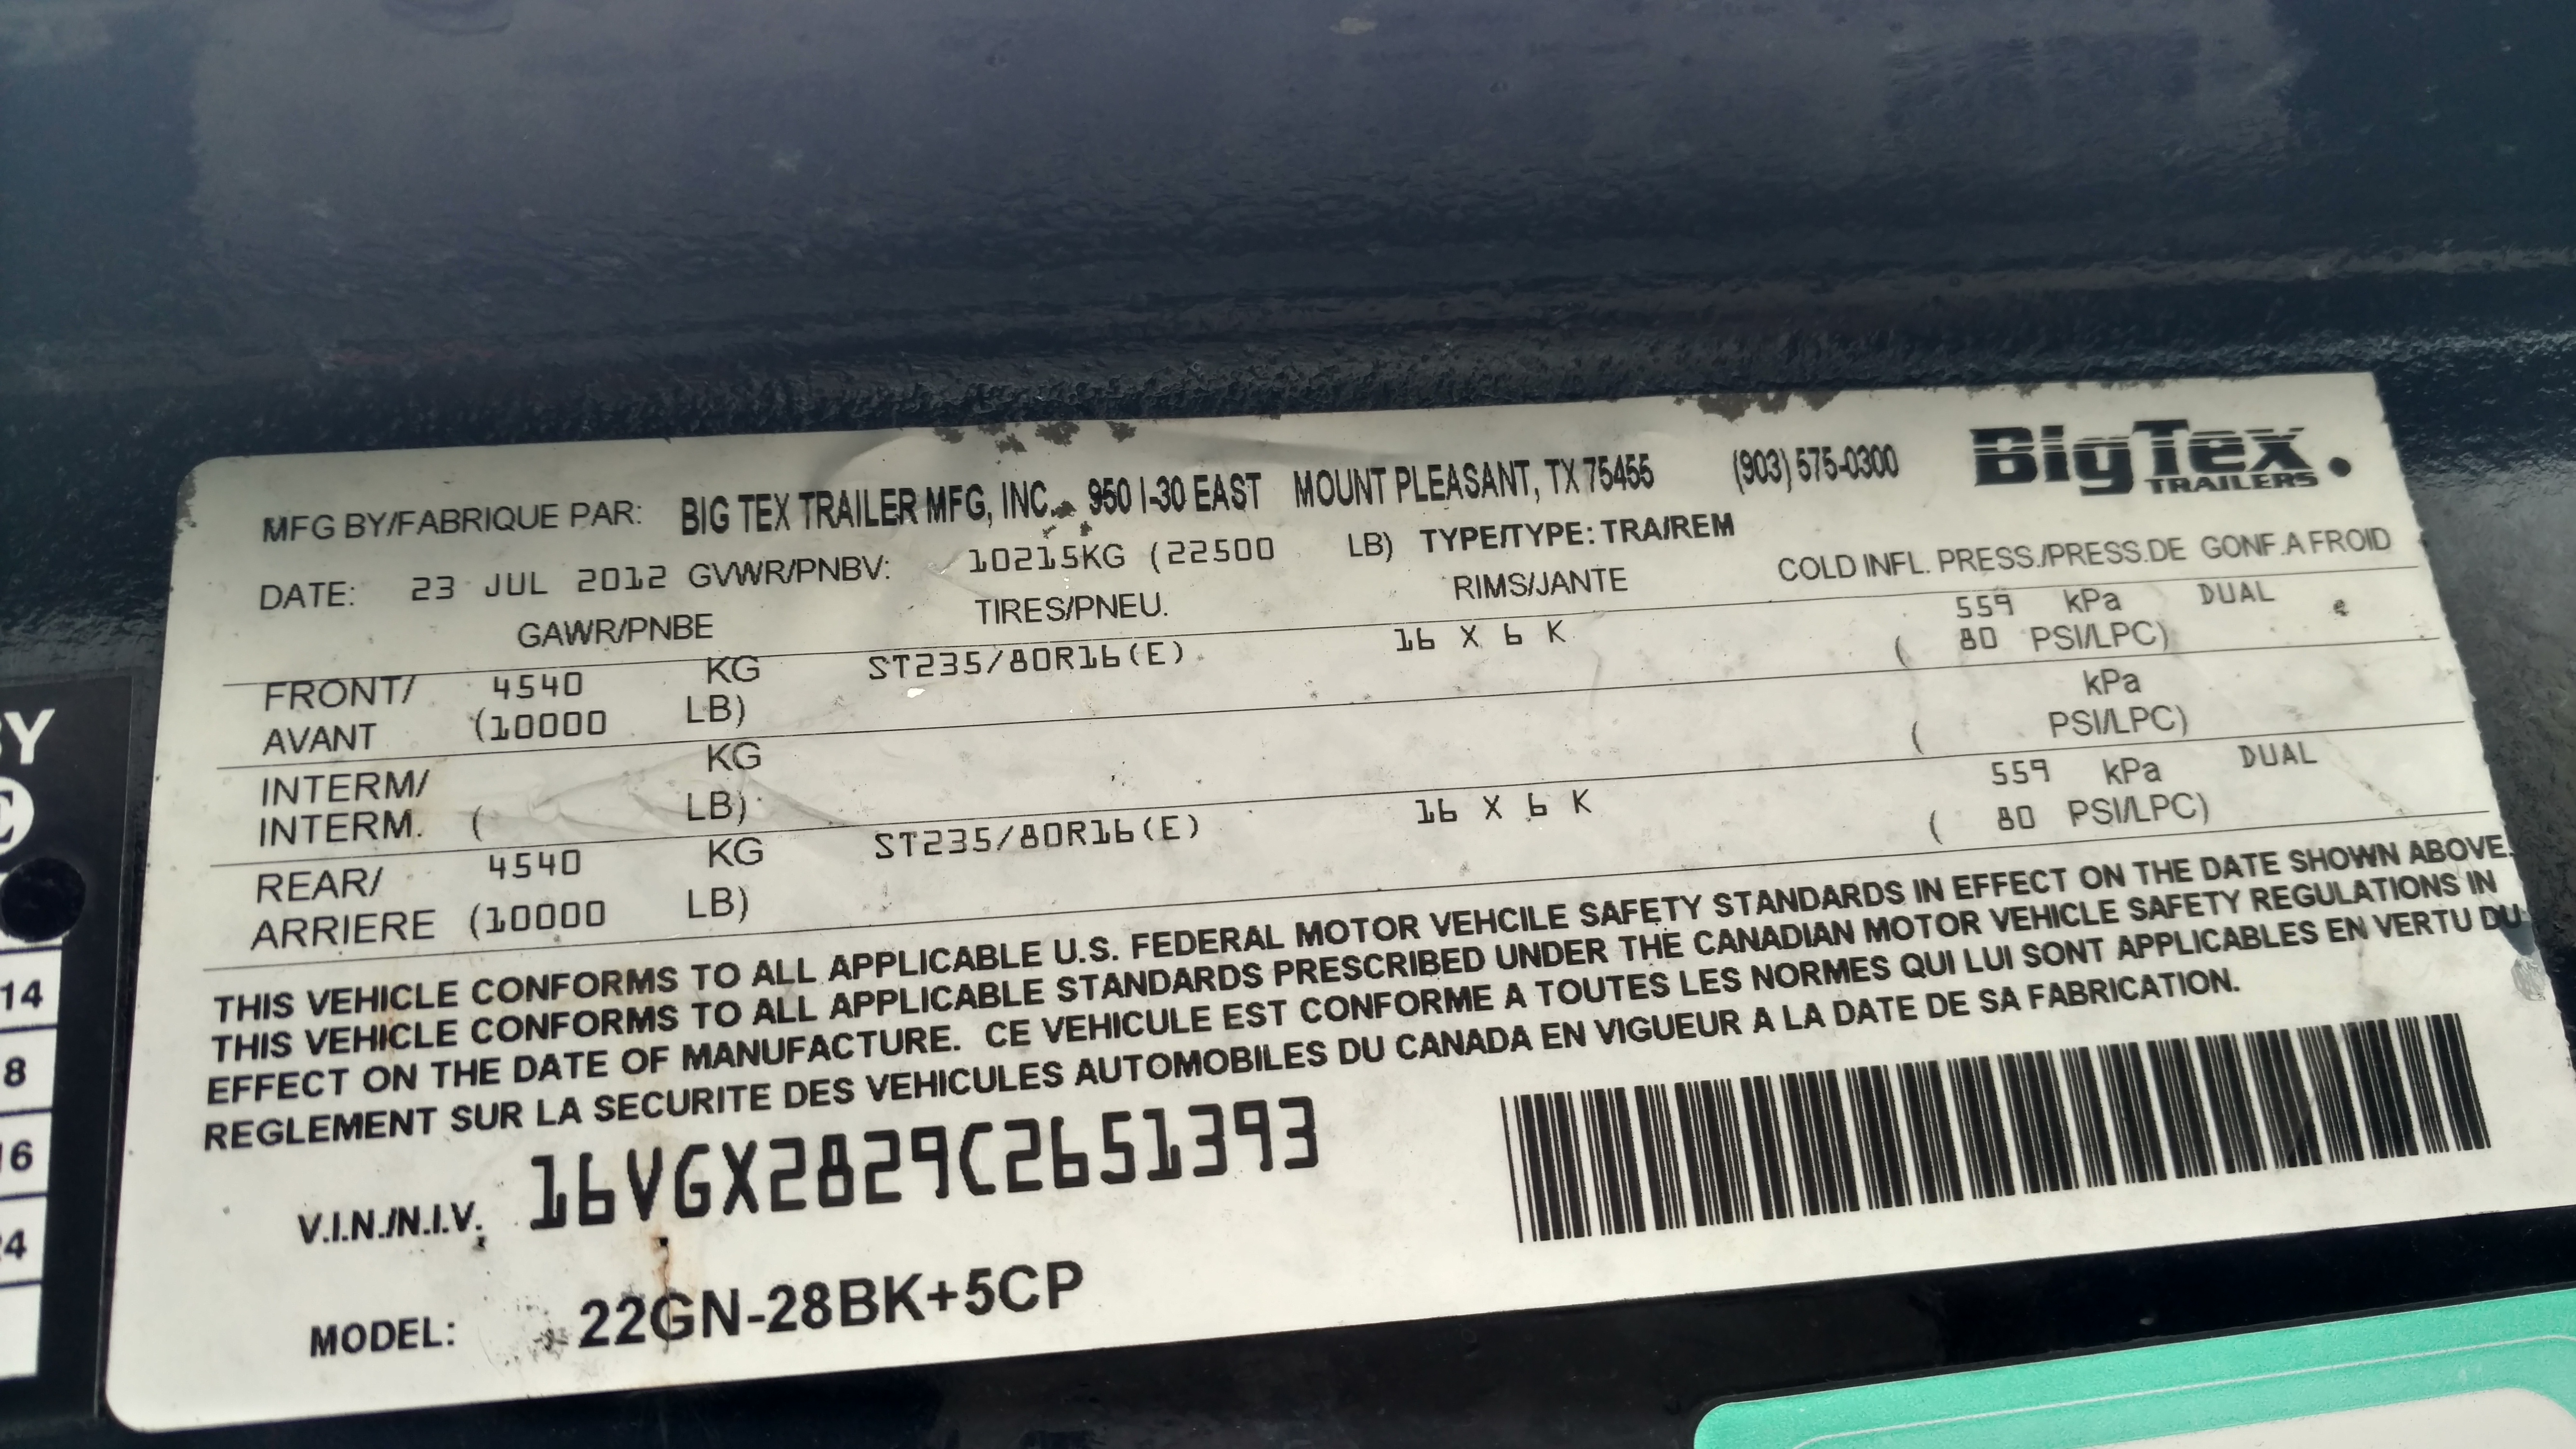 MFG BY/FABRIQUE PAR: BIG TEX TRAILER MFG, INC. 950 I-30 EAST MOUNT PLEASANT, TX 75455 (903) 575-0300 BigTex TRAILERS
DATE: 23 JUL 2012 GVWR/PNBV: 10215KG (22500 LB) TYPE/TYPE: TRA/REM
GAWR/PNBE TIRES/PNEU. RIMS/JANTE COLD INFL. PRESS./PRESS.DE GONF.A FROID
FRONT/ 4540 KG ST235/80R16(E) 16 X 6 K 559 kPa DUAL
AVANT (10000 LB) ( 80 PSI/LPC)
INTERM/ KG kPa
INTERM. ( LB) ( PSI/LPC)
REAR/ 4540 KG ST235/80R16(E) 16 X 6 K 559 kPa DUAL
ARRIERE (10000 LB) ( 80 PSI/LPC)
THIS VEHICLE CONFORMS TO ALL APPLICABLE U.S. FEDERAL MOTOR VEHCILE SAFETY STANDARDS IN EFFECT ON THE DATE SHOWN ABOVE.
THIS VEHICLE CONFORMS TO ALL APPLICABLE STANDARDS PRESCRIBED UNDER THE CANADIAN MOTOR VEHICLE SAFETY REGULATIONS IN
EFFECT ON THE DATE OF MANUFACTURE. CE VEHICULE EST CONFORME A TOUTES LES NORMES QUI LUI SONT APPLICABLES EN VERTU DU
REGLEMENT SUR LA SECURITE DES VEHICULES AUTOMOBILES DU CANADA EN VIGUEUR A LA DATE DE SA FABRICATION.
V.I.N./N.I.V. 16VGX2829C2651393
MODEL: 22GN-28BK+5CP
BY
14
8
16